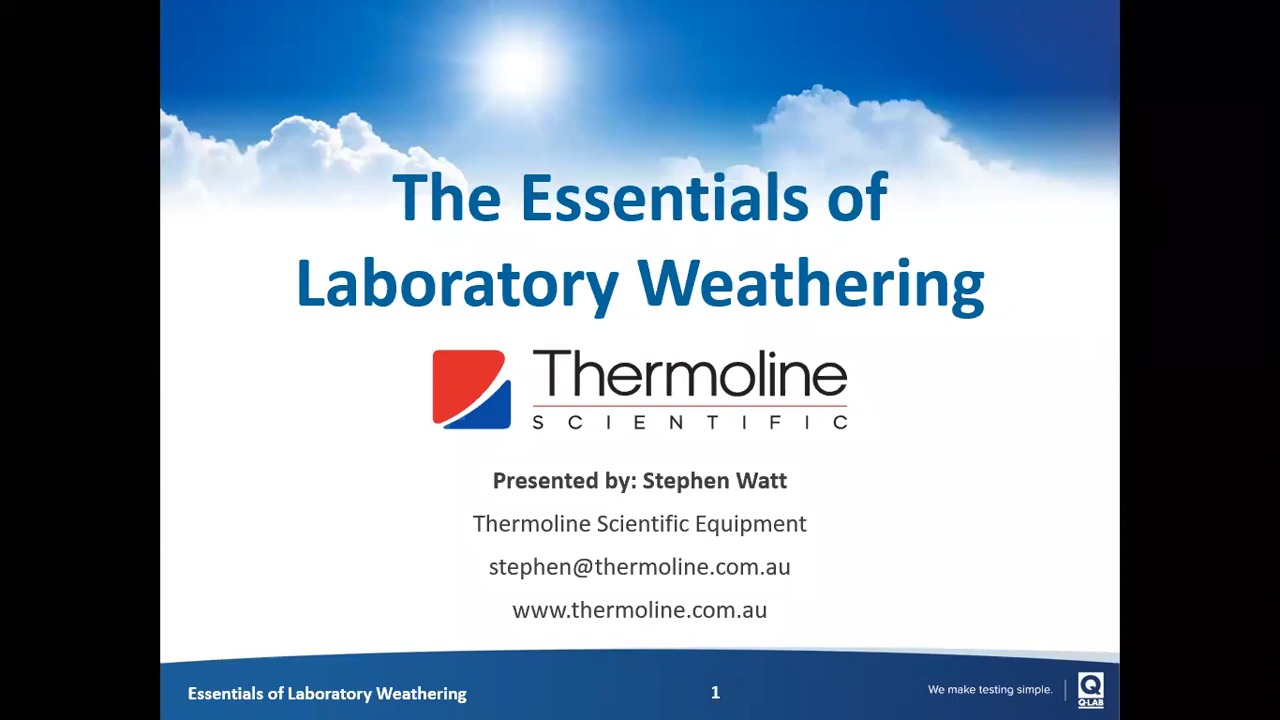 The Essentials of
Laboratory Weathering
Thermoline
SCIENTIFIC
Presented by: Stephen Watt
Thermoline Scientific Equipment
stephen@thermoline.com.au
www.thermoline.com.au
Essentials of Laboratory Weathering
1
We make testing simple.
Q
Q-LAB